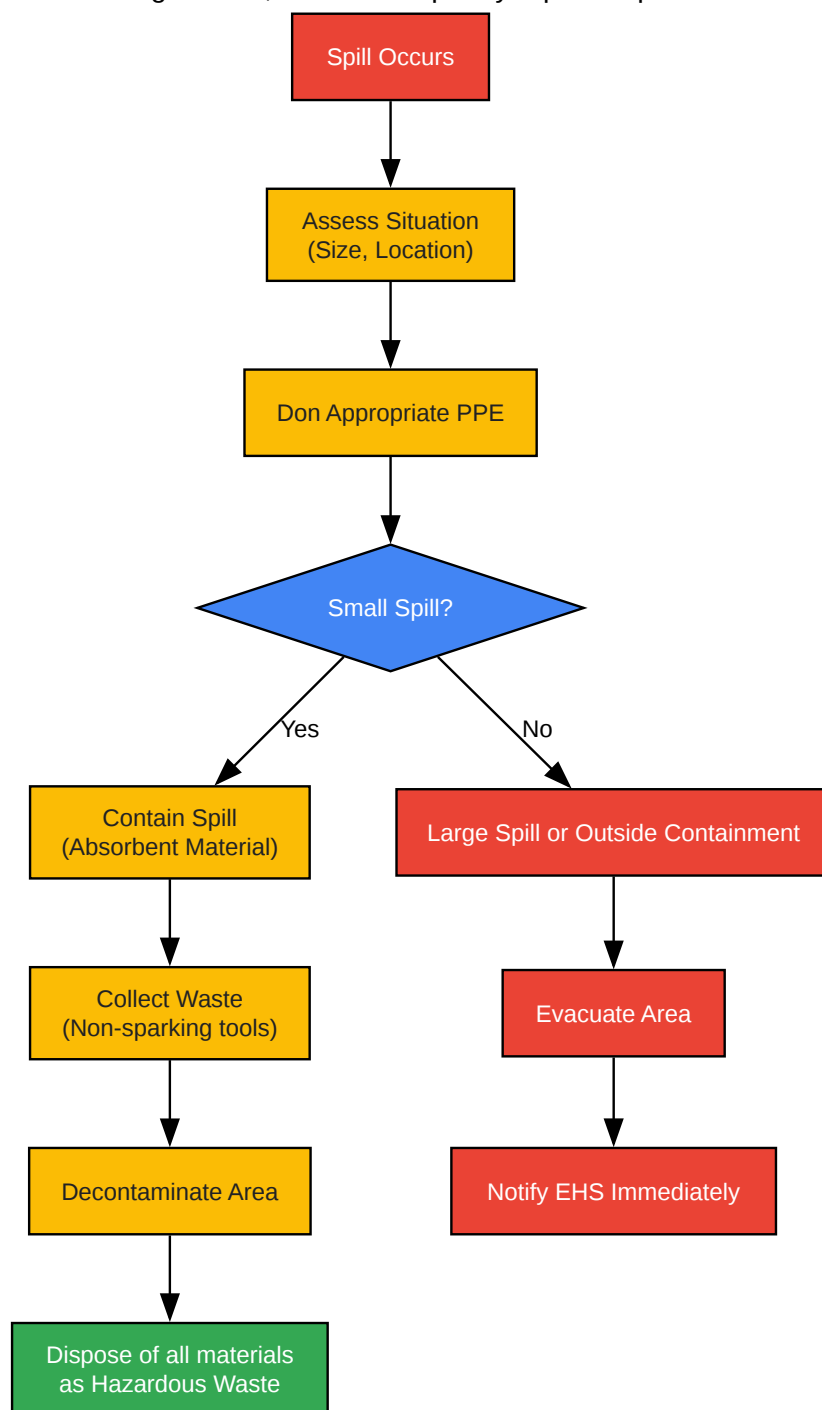 Spill Occurs
Assess Situation
(Size, Location)
Don Appropriate PPE
Small Spill?
Yes
No
Contain Spill
(Absorbent Material)
Large Spill or Outside Containment
Collect Waste
(Non-sparking tools)
Evacuate Area
Decontaminate Area
Notify EHS Immediately
Dispose of all materials
as Hazardous Waste